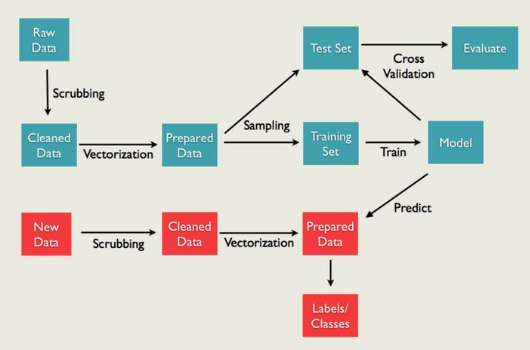 Raw
Data
Test Set
Evaluate
Cross
Validation
Scrubbing
Sampling
Cleaned
Data
Vectorization
Prepared
Data
Training
Set
Train
Model
Predict
New
Data
Scrubbing
Cleaned
Data
Vectorization
Prepared
Data
Labels/
Classes